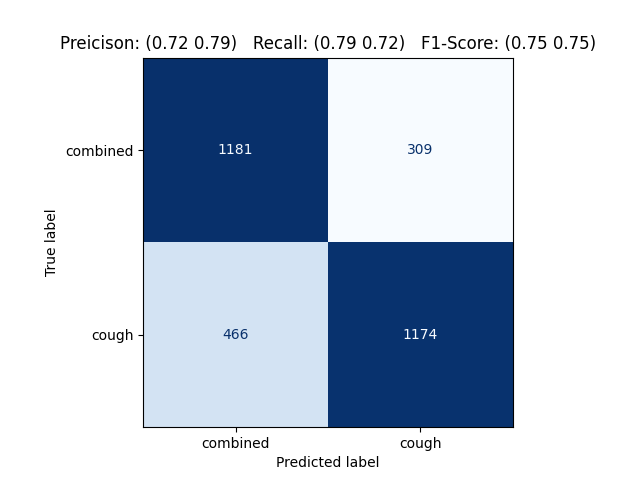 Preicison: (0.72 0.79)   Recall: (0.79 0.72)   F1-Score: (0.75 0.75)
combined
1181
309
True label
cough
466
1174
combined
cough
Predicted label